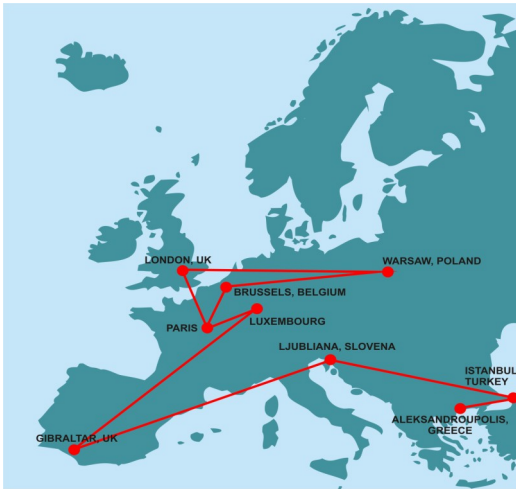 LONDON, UK
WARSAW, POLAND
BRUSSELS, BELGIUM
LUXEMBOURG
PARIS
LJUBLIANA, SLOVENA
ISTANBUL
TURKEY
ALEKSANDROUPOLIS,
GREECE
GIBRALTAR, UK